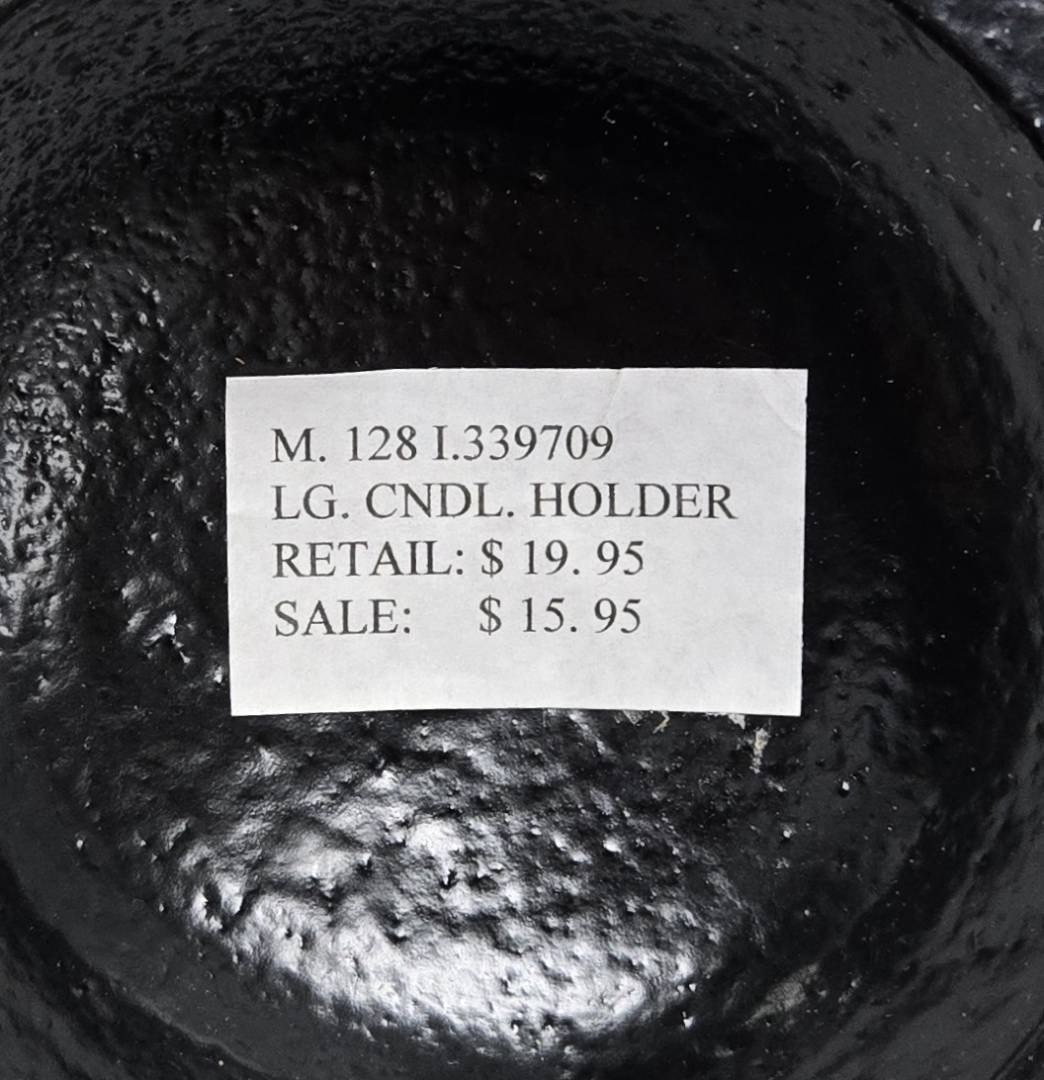 M. 128 I.339709
LG. CNDL. HOLDER
RETAIL: $ 19. 95
SALE: $ 15. 95